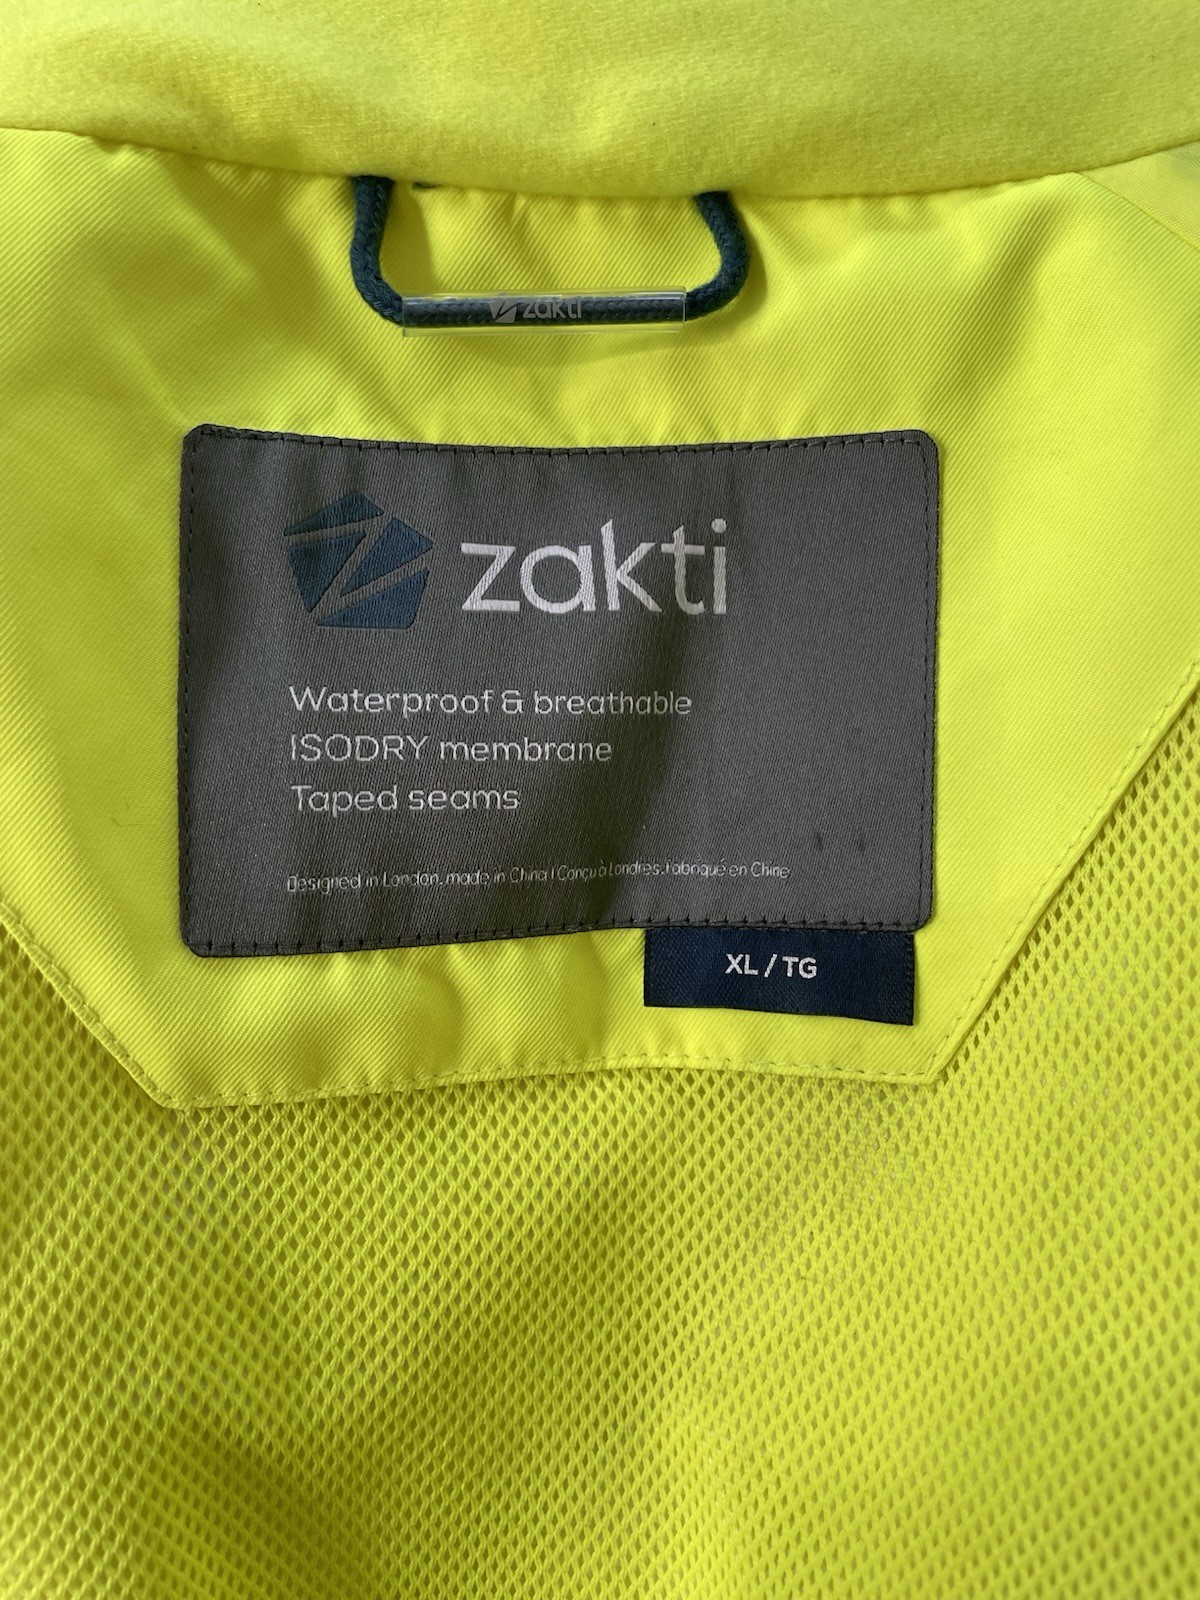 zakti
zakti
Waterproof & breathable
ISODRY membrane
Taped seams
Designed in London, made in China | Conçu à Londres, Fabriqué en Chine
XL / TG